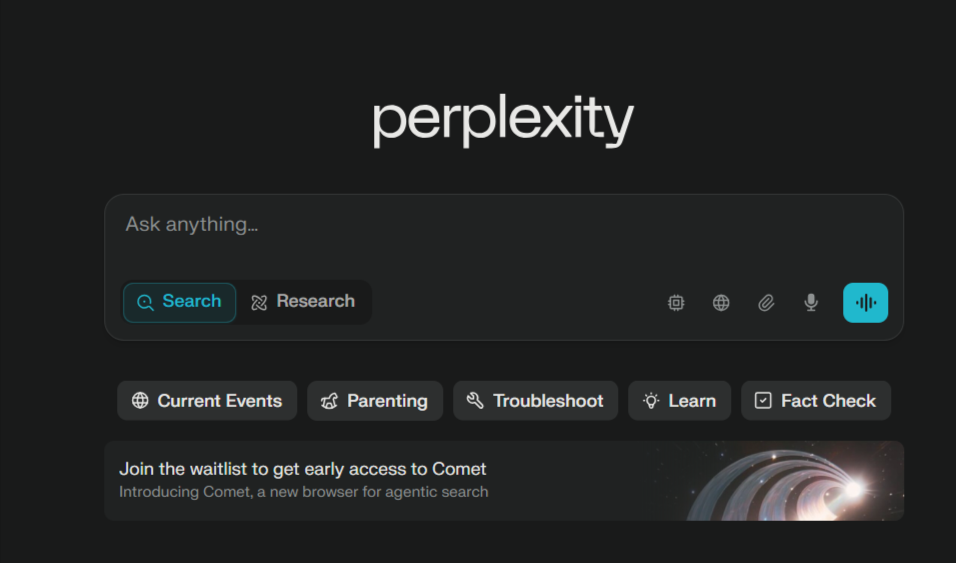 perplexity
Ask anything...
Search Research
Current Events Parenting Troubleshoot Learn Fact Check
Join the waitlist to get early access to Comet
Introducing Comet, a new browser for agentic search